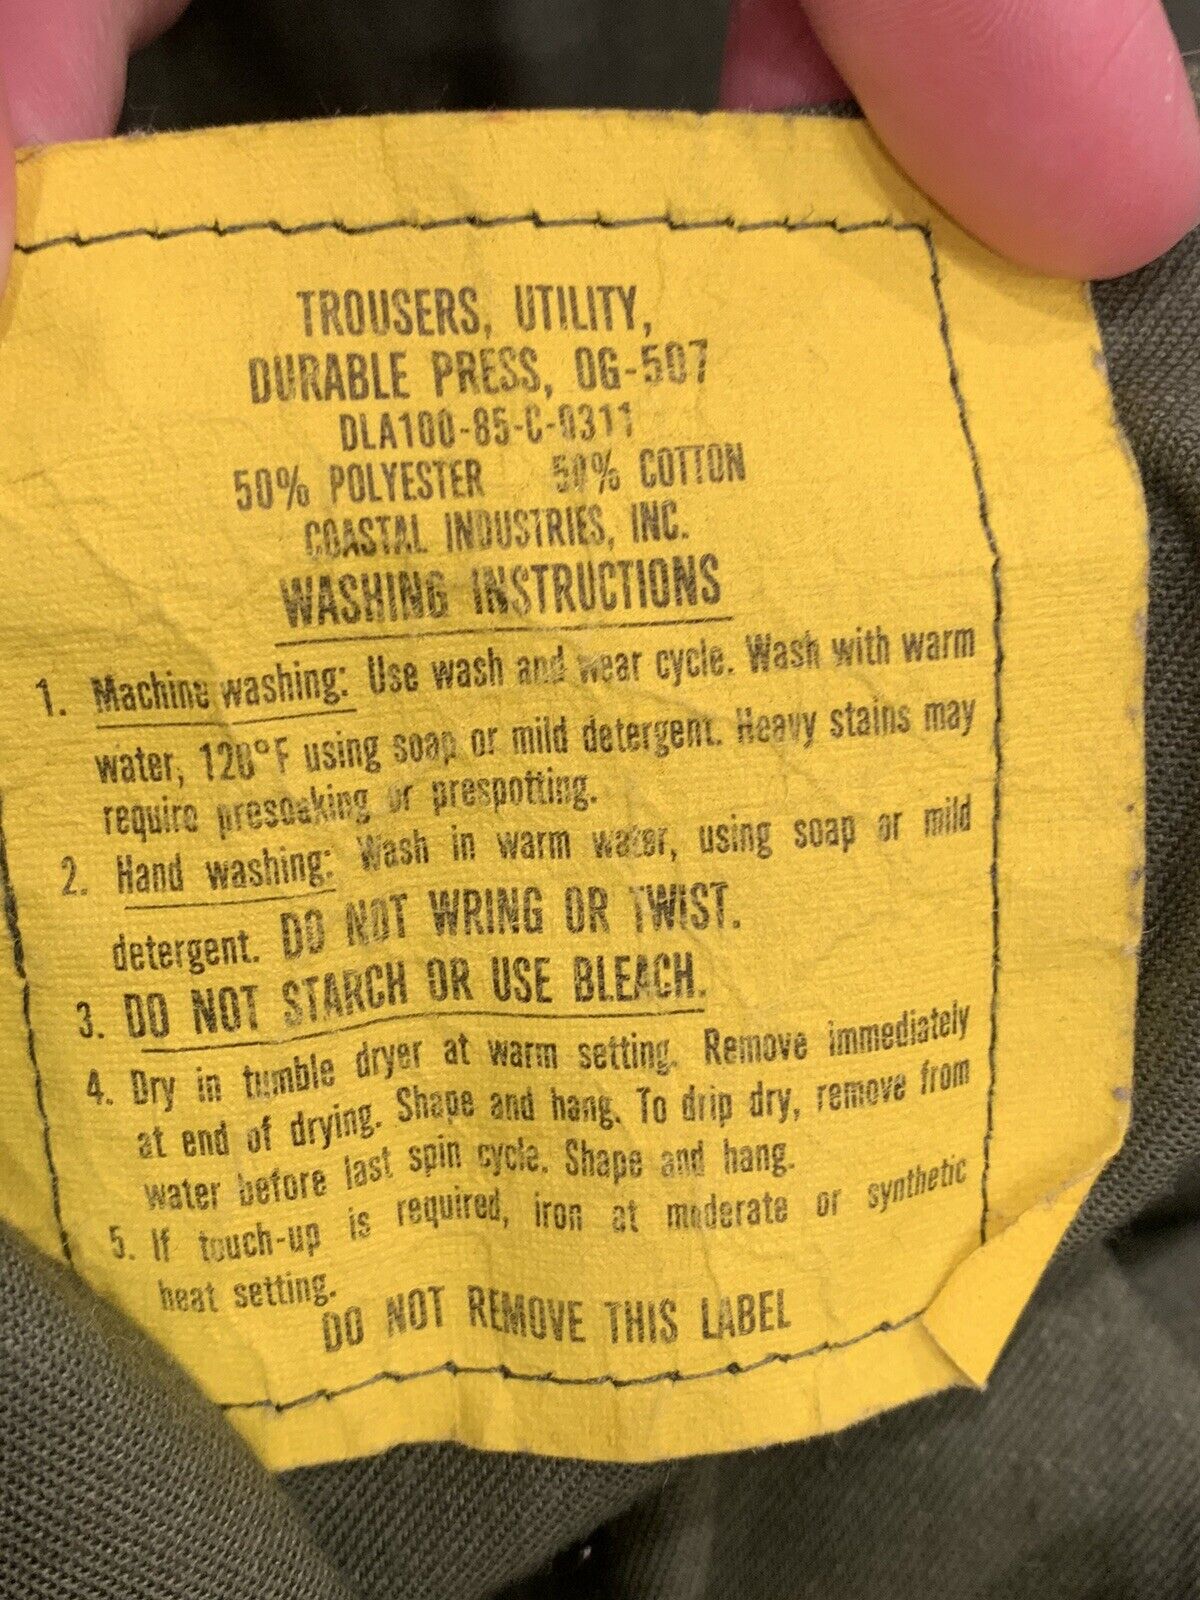 TROUSERS, UTILITY,
DURABLE PRESS, OG-507
DLA100-85-C-0311
50% POLYESTER 50% COTTON
COASTAL INDUSTRIES, INC.
WASHING INSTRUCTIONS
1. Machine washing: Use wash and wear cycle. Wash with warm
water, 120°F using soap or mild detergent. Heavy stains may
require presoaking or prespotting.
2. Hand washing: Wash in warm water, using soap or mild
detergent. DO NOT WRING OR TWIST.
3. DO NOT STARCH OR USE BLEACH.
4. Dry in tumble dryer at warm setting. Remove immediately
at end of drying. Shape and hang. To drip dry, remove from
water before last spin cycle. Shape and hang.
5. If touch-up is required, iron at moderate or synthetic
heat setting.
DO NOT REMOVE THIS LABEL